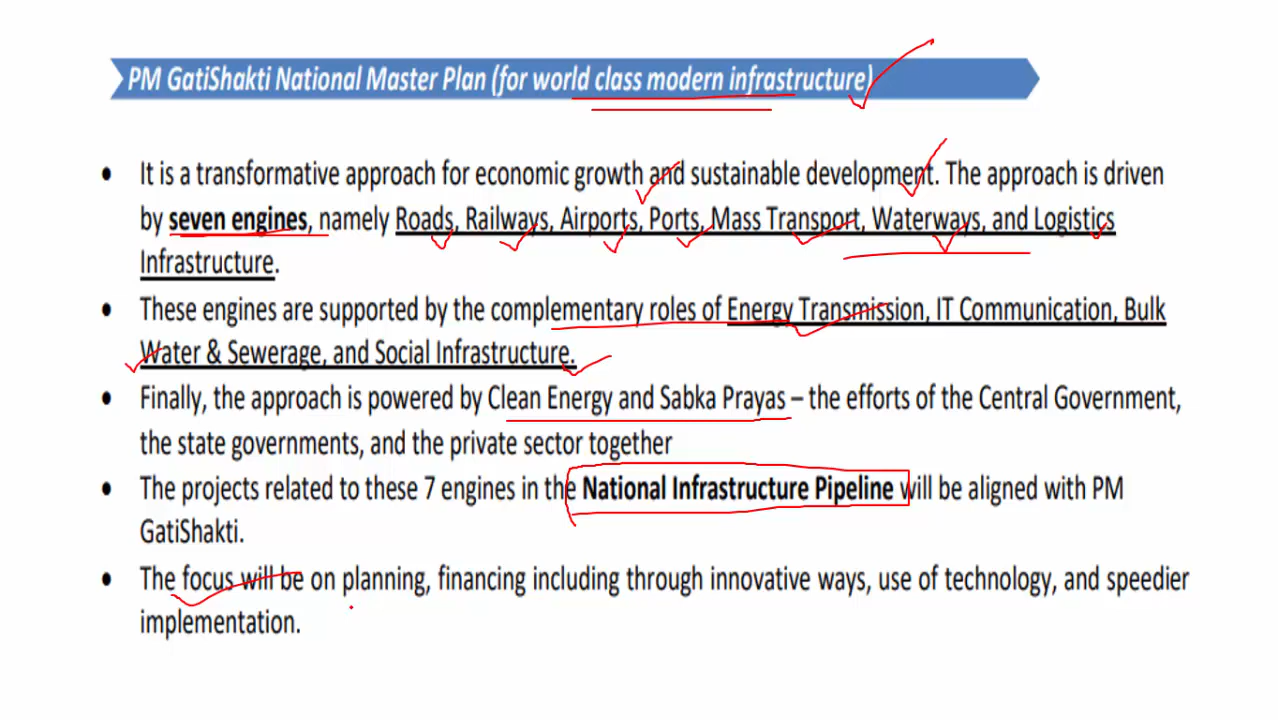 PM GatiShakti National Master Plan (for world class modern infrastructure)
• It is a transformative approach for economic growth and sustainable development. The approach is driven
by seven engines, namely Roads, Railways, Airports, Ports, Mass Transport, Waterways, and Logistics
Infrastructure.
• These engines are supported by the complementary roles of Energy Transmission, IT Communication, Bulk
Water & Sewerage, and Social Infrastructure.
• Finally, the approach is powered by Clean Energy and Sabka Prayas – the efforts of the Central Government,
the state governments, and the private sector together
• The projects related to these 7 engines in the National Infrastructure Pipeline will be aligned with PM
GatiShakti.
• The focus will be on planning, financing including through innovative ways, use of technology, and speedier
implementation.